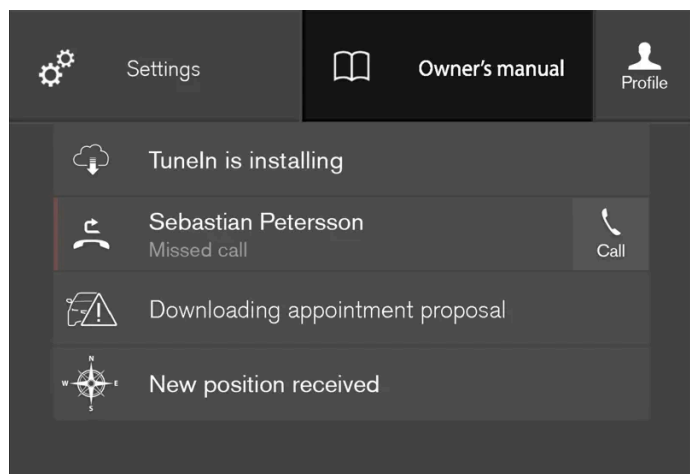 Settings
Owner's manual
Profile
TuneIn is installing
Sebastian Petersson
Missed call
Call
Downloading appointment proposal
N
W E
S
New position received